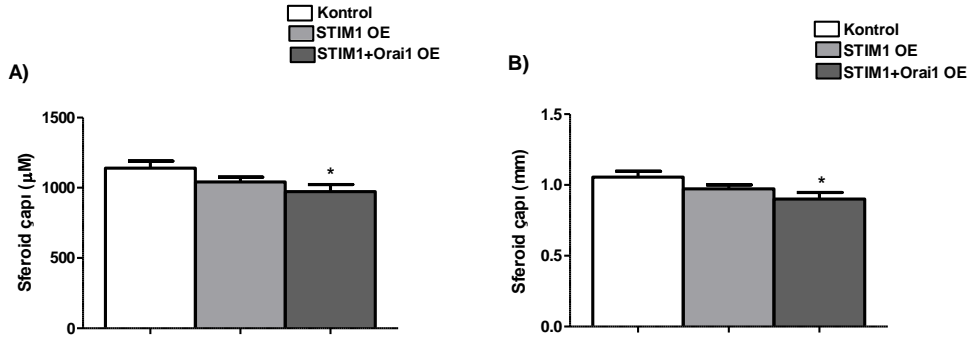 Kontrol
STIM1 OE
STIM1+Orai1 OE
A)
1500
1000
500
0
Sferoid çapı (µM)
*
Kontrol
STIM1 OE
STIM1+Orai1 OE
B)
1.5
1.0
0.5
0.0
Sferoid çapı (mm)
*